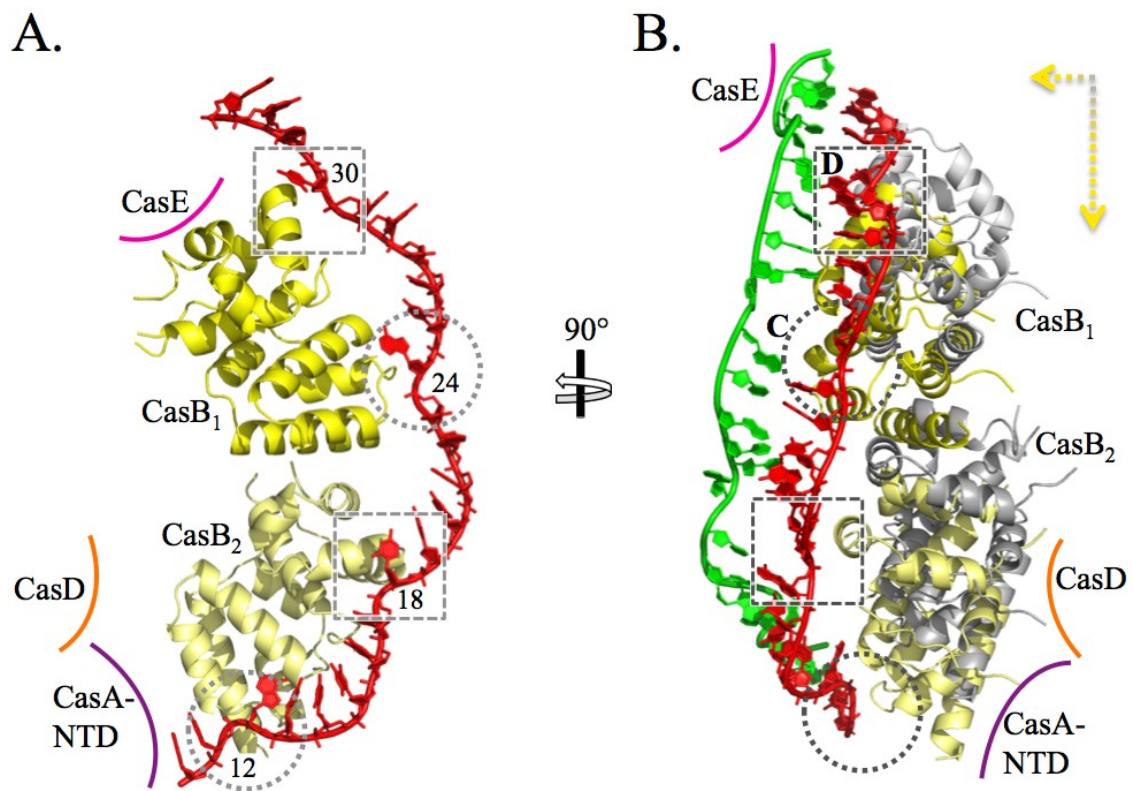 A.
CasE
30
24
CasB1
CasB2
18
CasD
CasA-
NTD
12
90°
B.
CasE
D
C
CasB1
CasB2
CasD
CasA-
NTD